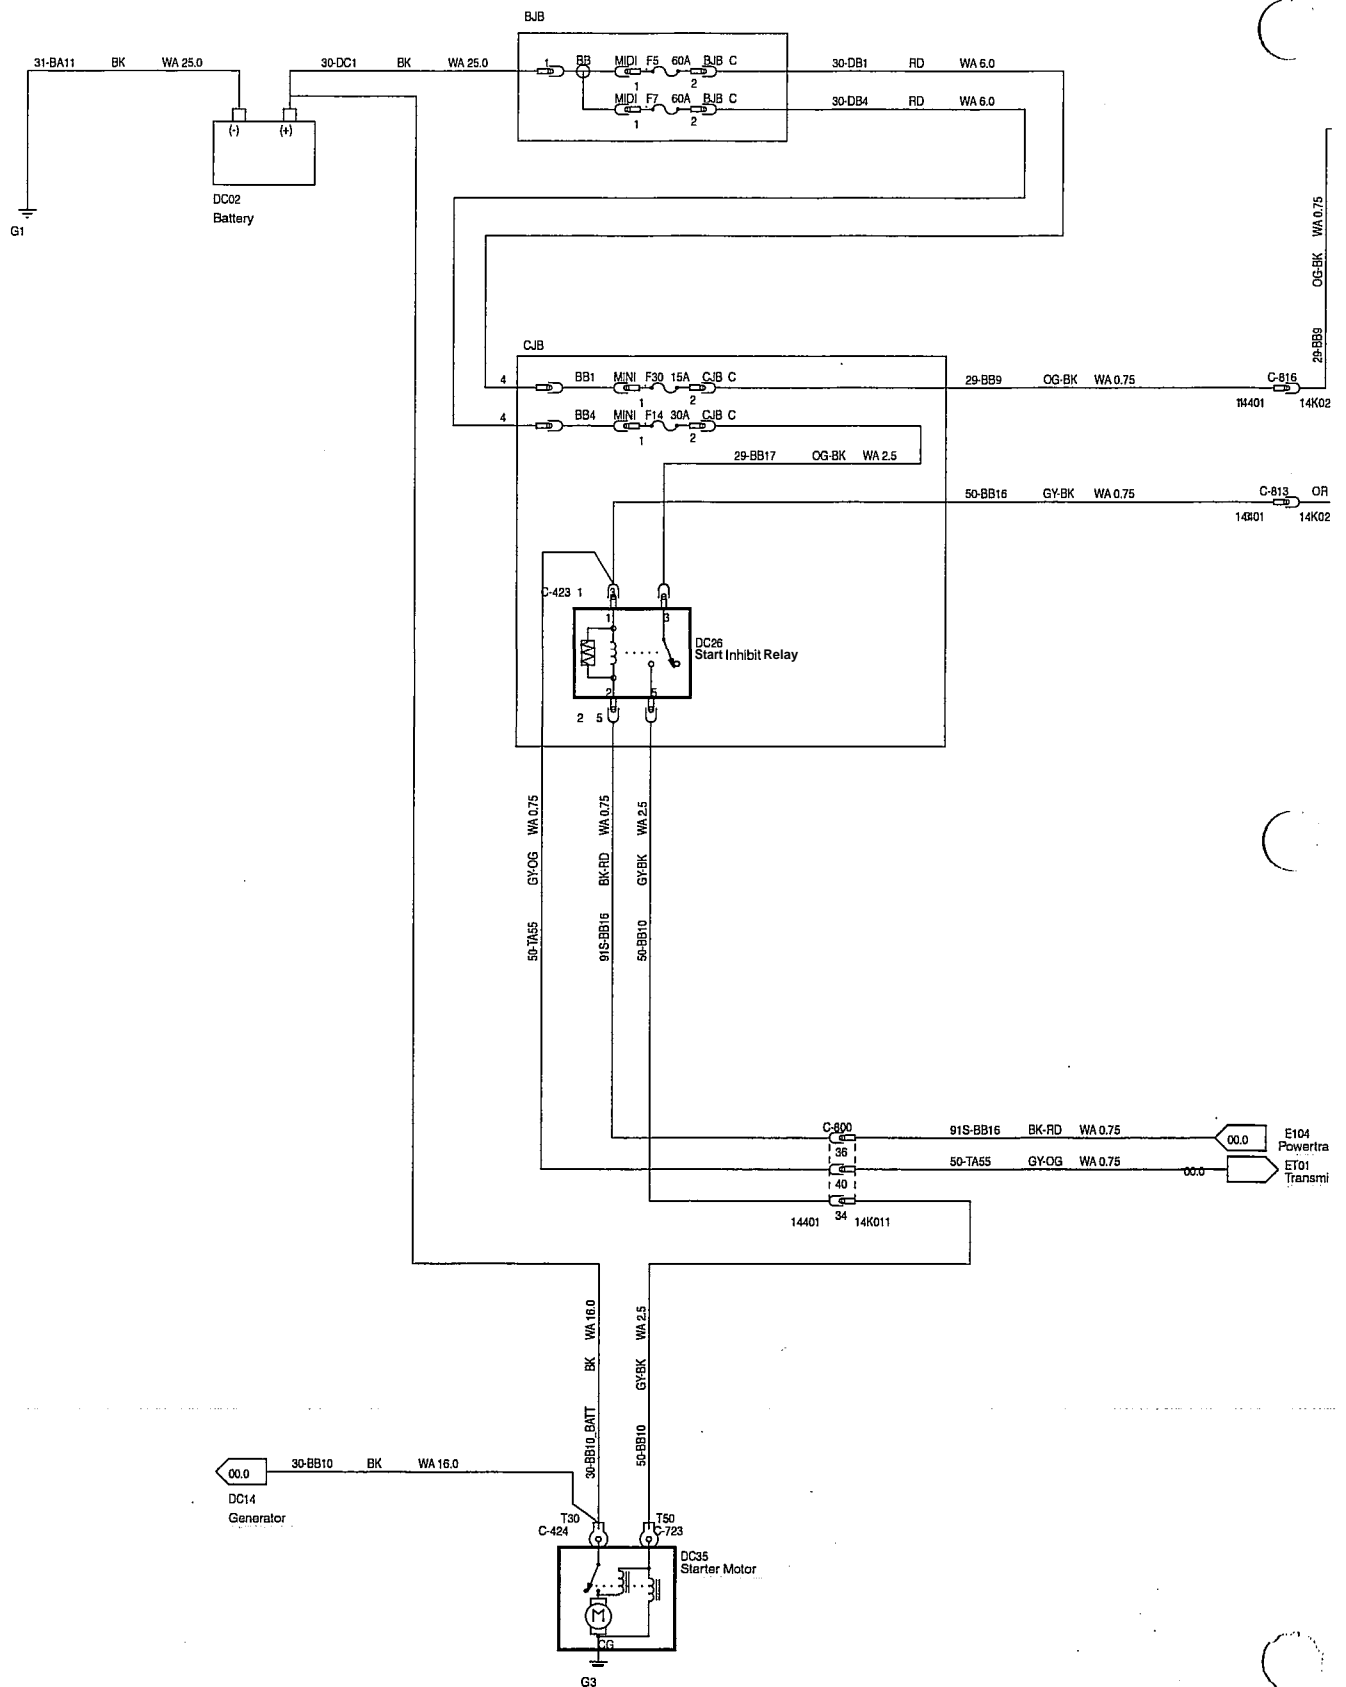 BJB
31-BA11 BK WA 25.0
30-DC1 BK WA 25.0
1 BB MIDI F5 60A BJB C
1 2
30-DB1 RD WA 6.0
MIDI F7 60A BJB C
1 2
30-DB4 RD WA 6.0
(-) (+)
DC02
Battery
G1
29-BB9 OG-BK WA 0.75
CJB
4 BB1 MINI F30 15A CJB C
1 2
29-BB9 OG-BK WA 0.75
C-816
14K02
4 BB4 MINI F14 30A CJB C
1 2
29-BB17 OG-BK WA 2.5
50-BB16 GY-BK WA 0.75
C-813 OR
14K02
C-423 1 3
1 3
DC26
Start Inhibit Relay
2 5
2 5
50-TA55 GY-OG WA 0.75
91S-BB16 BK-RD WA 0.75
50-BB10 GY-BK WA 2.5
C-800
36
91S-BB16 BK-RD WA 0.75
00.0
E104
Powertra
40
50-TA55 GY-OG WA 0.75
00.0
ET01
Transmi
14401 34 14K011
30-BB10_BATT BK WA 16.0
50-BB10 GY-BK WA 2.5
00.0
30-BB10 BK WA 16.0
DC14
Generator
T30
C-424
T50
C-723
DC35
Starter Motor
M
CG
G3